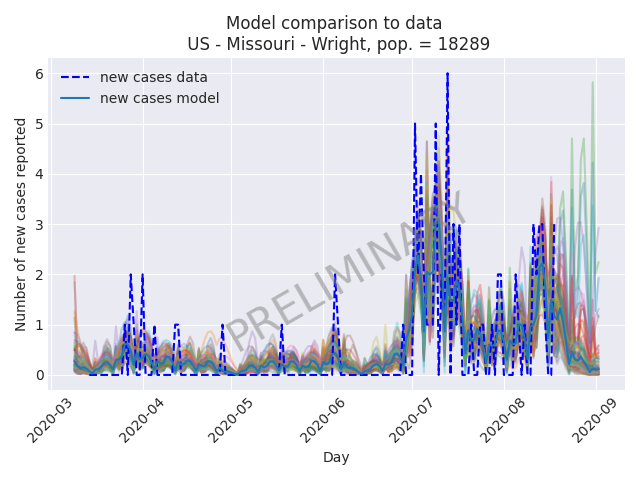 Model comparison to data
US - Missouri - Wright, pop. = 18289
new cases data
new cases model
Number of new cases reported
6
5
4
3
2
1
0
PRELIMINARY
2020-03
2020-04
2020-05
2020-06
2020-07
2020-08
2020-09
Day